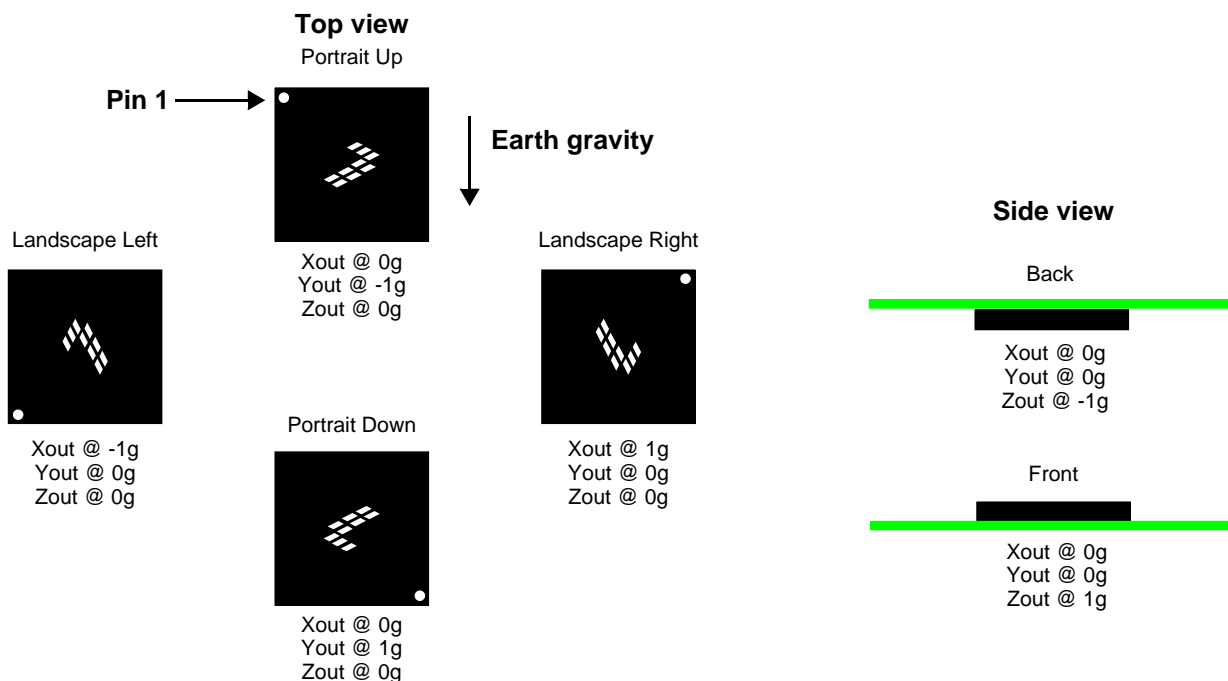 Top view
Portrait Up
Pin 1
Earth gravity
Landscape Left
Xout @ -1g
Yout @ 0g
Zout @ 0g
Xout @ 0g
Yout @ -1g
Zout @ 0g
Landscape Right
Xout @ 1g
Yout @ 0g
Zout @ 0g
Portrait Down
Xout @ 0g
Yout @ 1g
Zout @ 0g
Side view
Back
Xout @ 0g
Yout @ 0g
Zout @ -1g
Front
Xout @ 0g
Yout @ 0g
Zout @ 1g